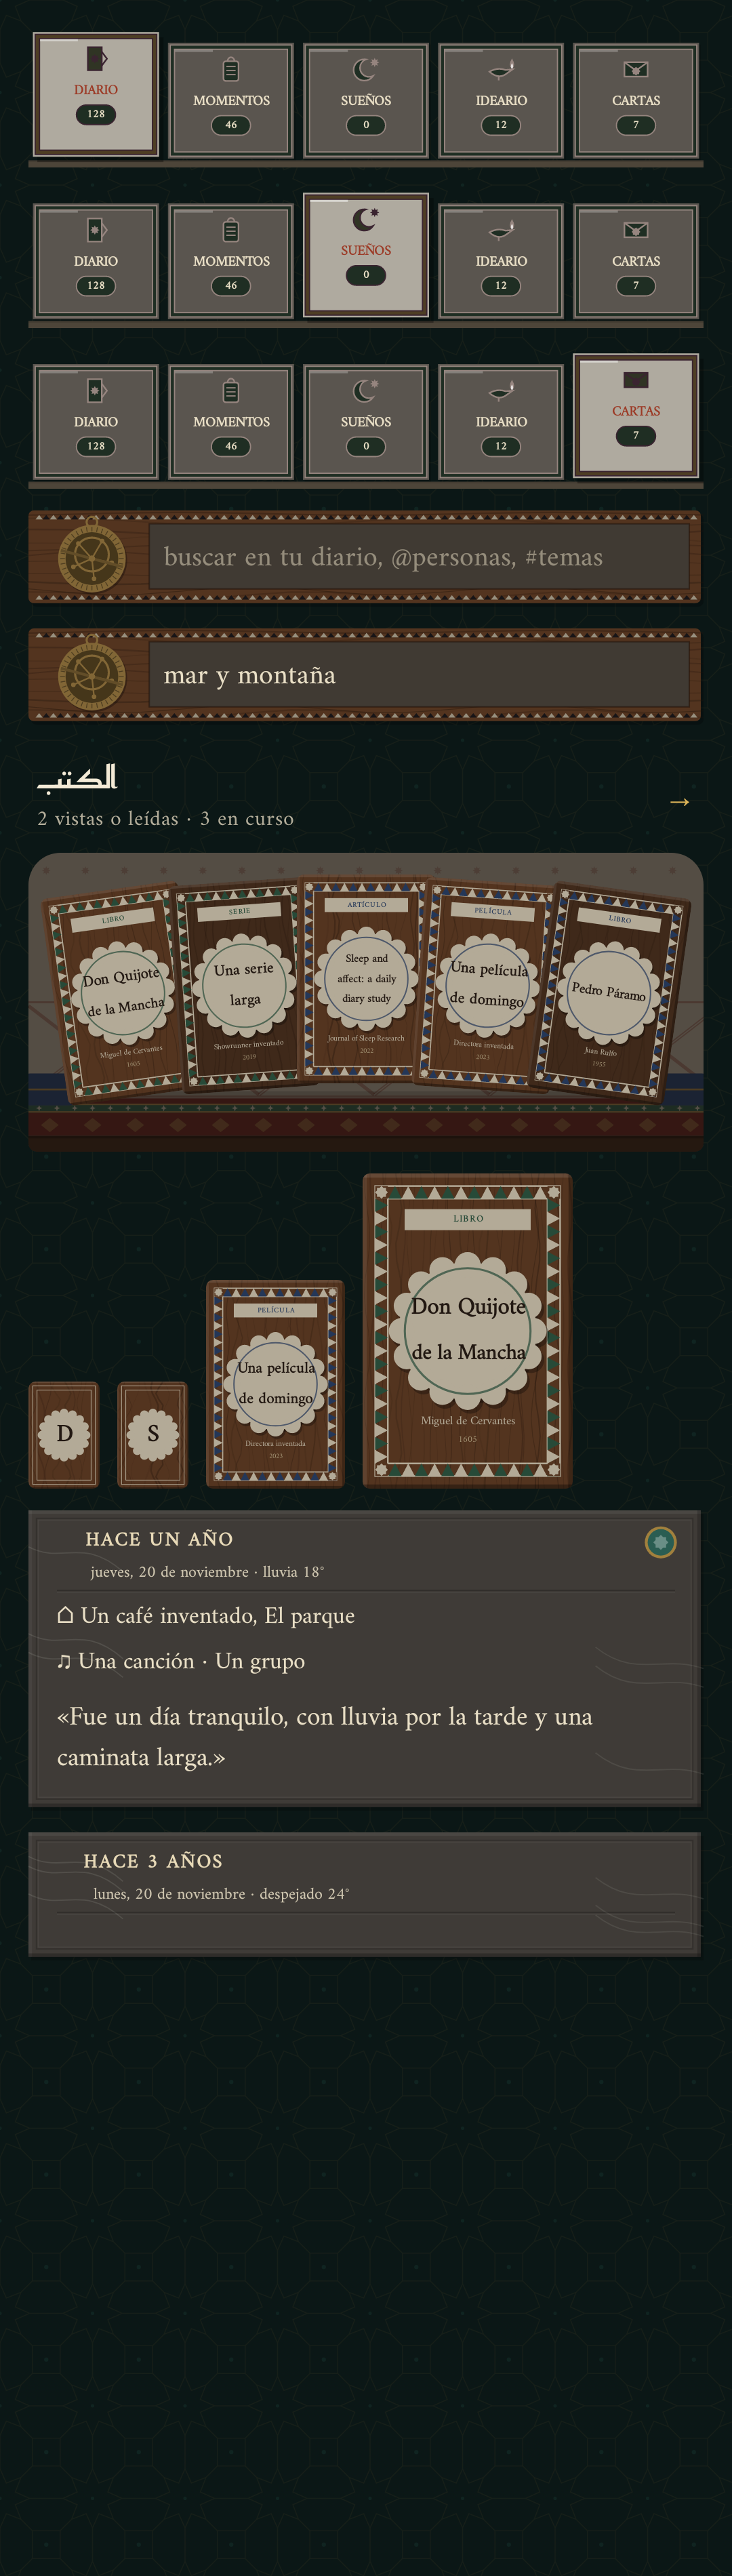 DIARIO
128
MOMENTOS
46
SUEÑOS
0
IDEARIO
12
CARTAS
7
DIARIO
128
MOMENTOS
46
SUEÑOS
0
IDEARIO
12
CARTAS
7
DIARIO
128
MOMENTOS
46
SUEÑOS
0
IDEARIO
12
CARTAS
7
buscar en tu diario, @personas, #temas
mar y montaña
الكتب
2 vistas o leídas · 3 en curso
→
LIBRO
Don Quijote
de la Mancha
Miguel de Cervantes
1605
SERIE
Una serie
larga
Showrunner inventado
2019
ARTÍCULO
Sleep and
affect: a daily
diary study
Journal of Sleep Research
2022
PELÍCULA
Una película
de domingo
Directora inventada
2023
LIBRO
Pedro Páramo
Juan Rulfo
1955
D
S
PELÍCULA
Una película
de domingo
Directora inventada
2023
LIBRO
Don Quijote
de la Mancha
Miguel de Cervantes
1605
HACE UN AÑO
jueves, 20 de noviembre · lluvia 18°
⌂ Un café inventado, El parque
♫ Una canción · Un grupo
«Fue un día tranquilo, con lluvia por la tarde y una
caminata larga.»
HACE 3 AÑOS
lunes, 20 de noviembre · despejado 24°